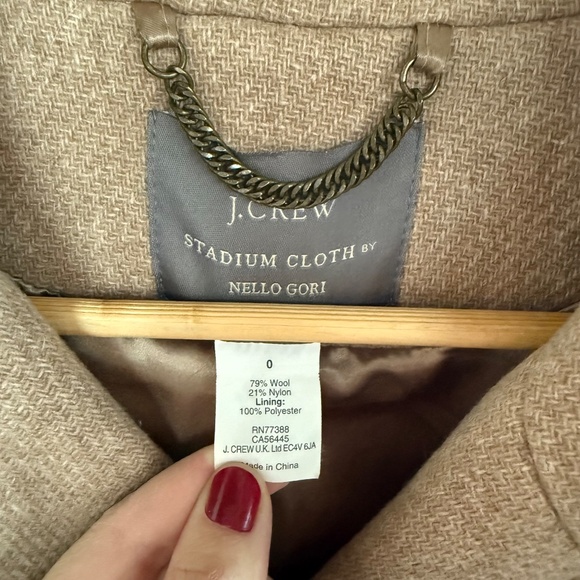 J.CREW
STADIUM CLOTH BY
NELLO GORI
0
79% Wool
21% Nylon
Lining:
100% Polyester
RN77388
CA56445
J. CREW U.K. Ltd EC4V 6JA
Made in China